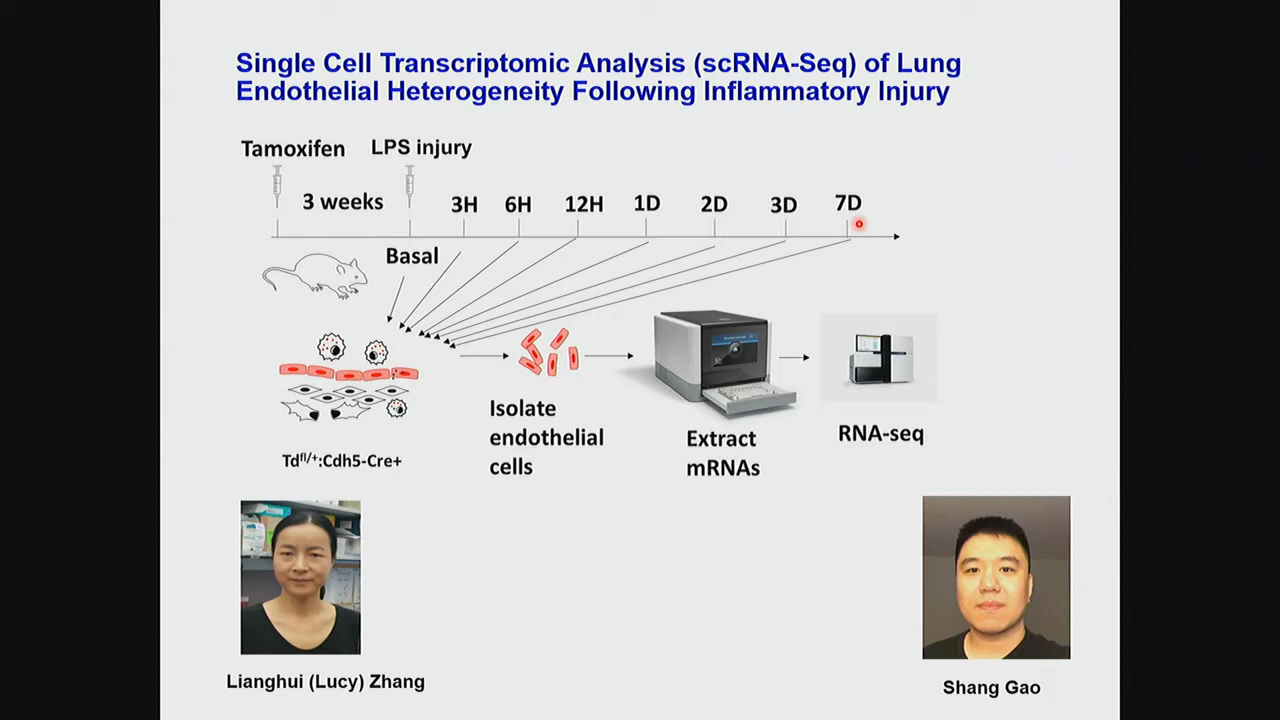 Single Cell Transcriptomic Analysis (scRNA-Seq) of Lung
Endothelial Heterogeneity Following Inflammatory Injury
Tamoxifen
LPS injury
3 weeks
3H
6H
12H
1D
2D
3D
7D
Basal
Isolate
endothelial
cells
Extract
mRNAs
RNA-seq
Td^fl/+:Cdh5-Cre+
Lianghui (Lucy) Zhang
Shang Gao